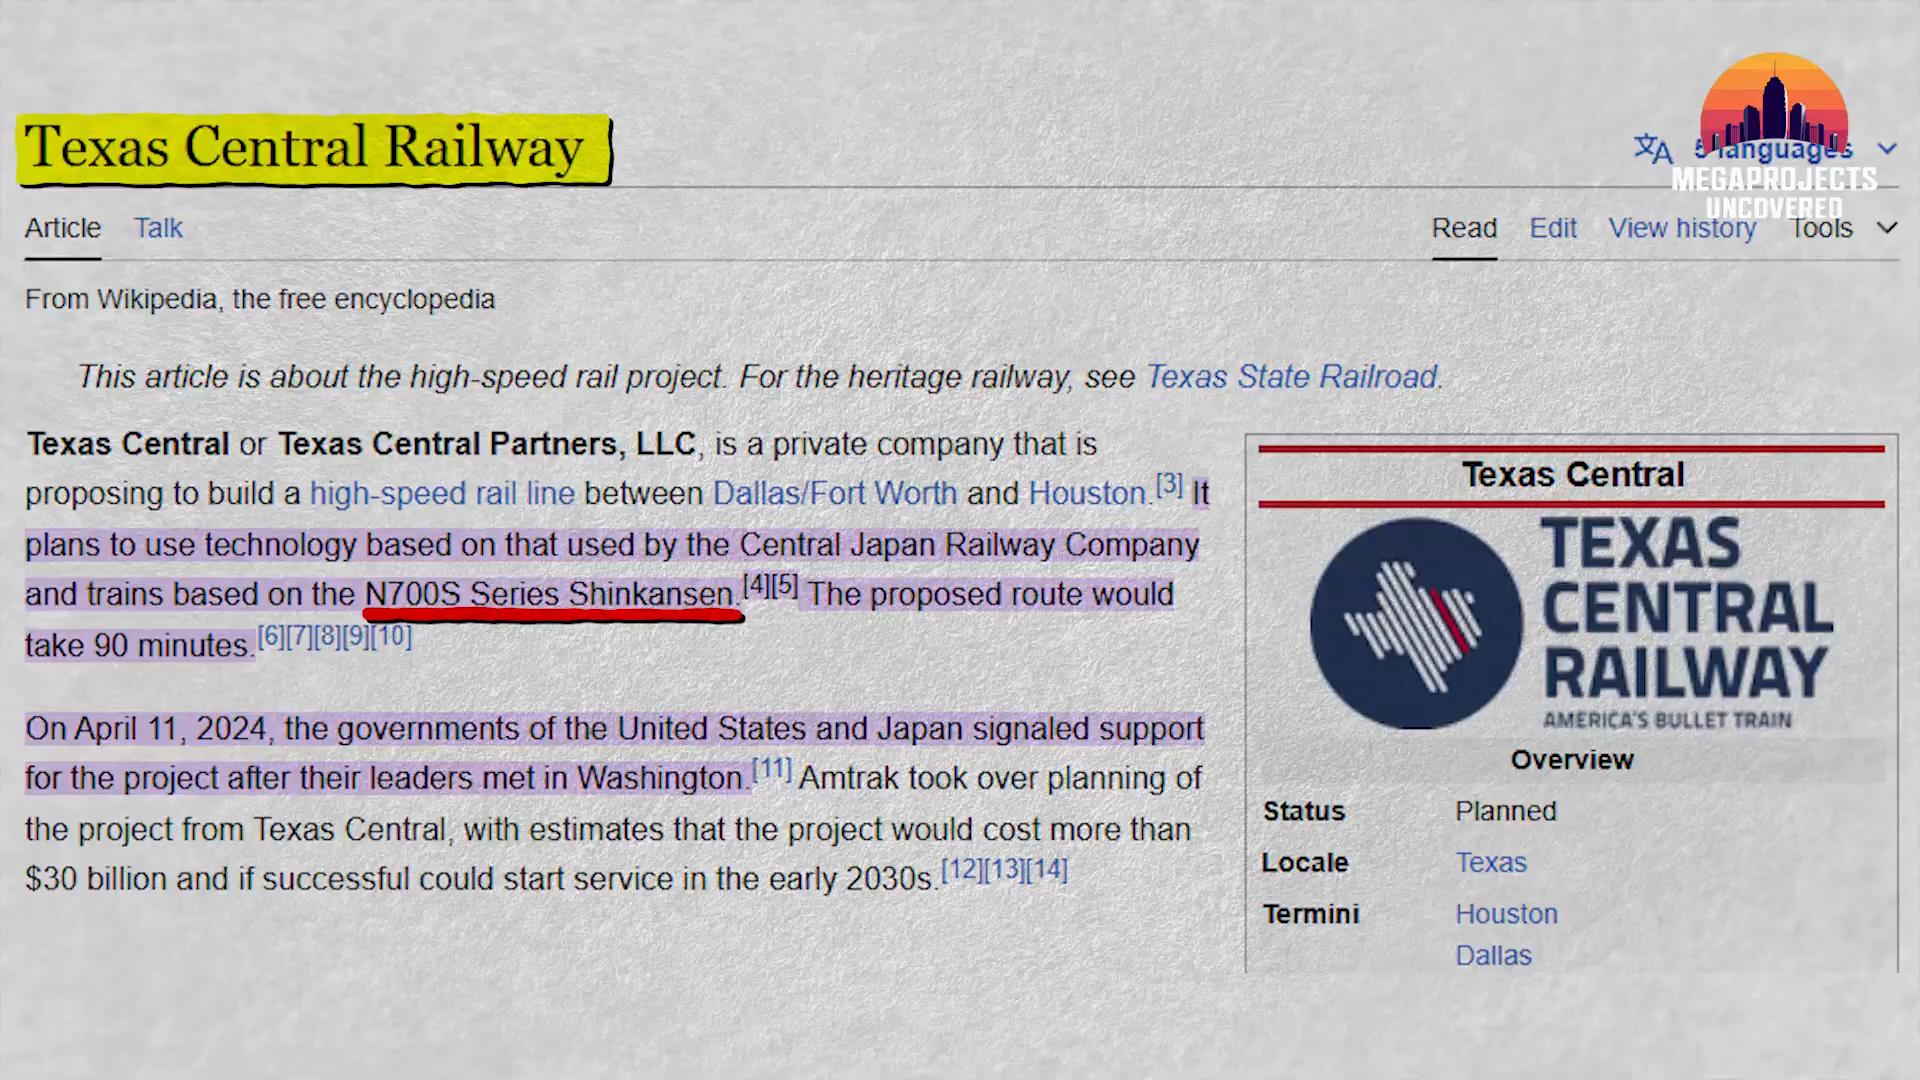 Texas Central Railway
5 languages
MEGAPROJECTS
UNCOVERED
Article Talk
Read Edit View history Tools
From Wikipedia, the free encyclopedia
This article is about the high-speed rail project. For the heritage railway, see Texas State Railroad.
Texas Central or Texas Central Partners, LLC, is a private company that is
proposing to build a high-speed rail line between Dallas/Fort Worth and Houston.[3] It
plans to use technology based on that used by the Central Japan Railway Company
and trains based on the N700S Series Shinkansen.[4][5] The proposed route would
take 90 minutes.[6][7][8][9][10]
On April 11, 2024, the governments of the United States and Japan signaled support
for the project after their leaders met in Washington.[11] Amtrak took over planning of
the project from Texas Central, with estimates that the project would cost more than
$30 billion and if successful could start service in the early 2030s.[12][13][14]
Texas Central
TEXAS
CENTRAL
RAILWAY
AMERICA'S BULLET TRAIN
Overview
Status Planned
Locale Texas
Termini Houston
Dallas